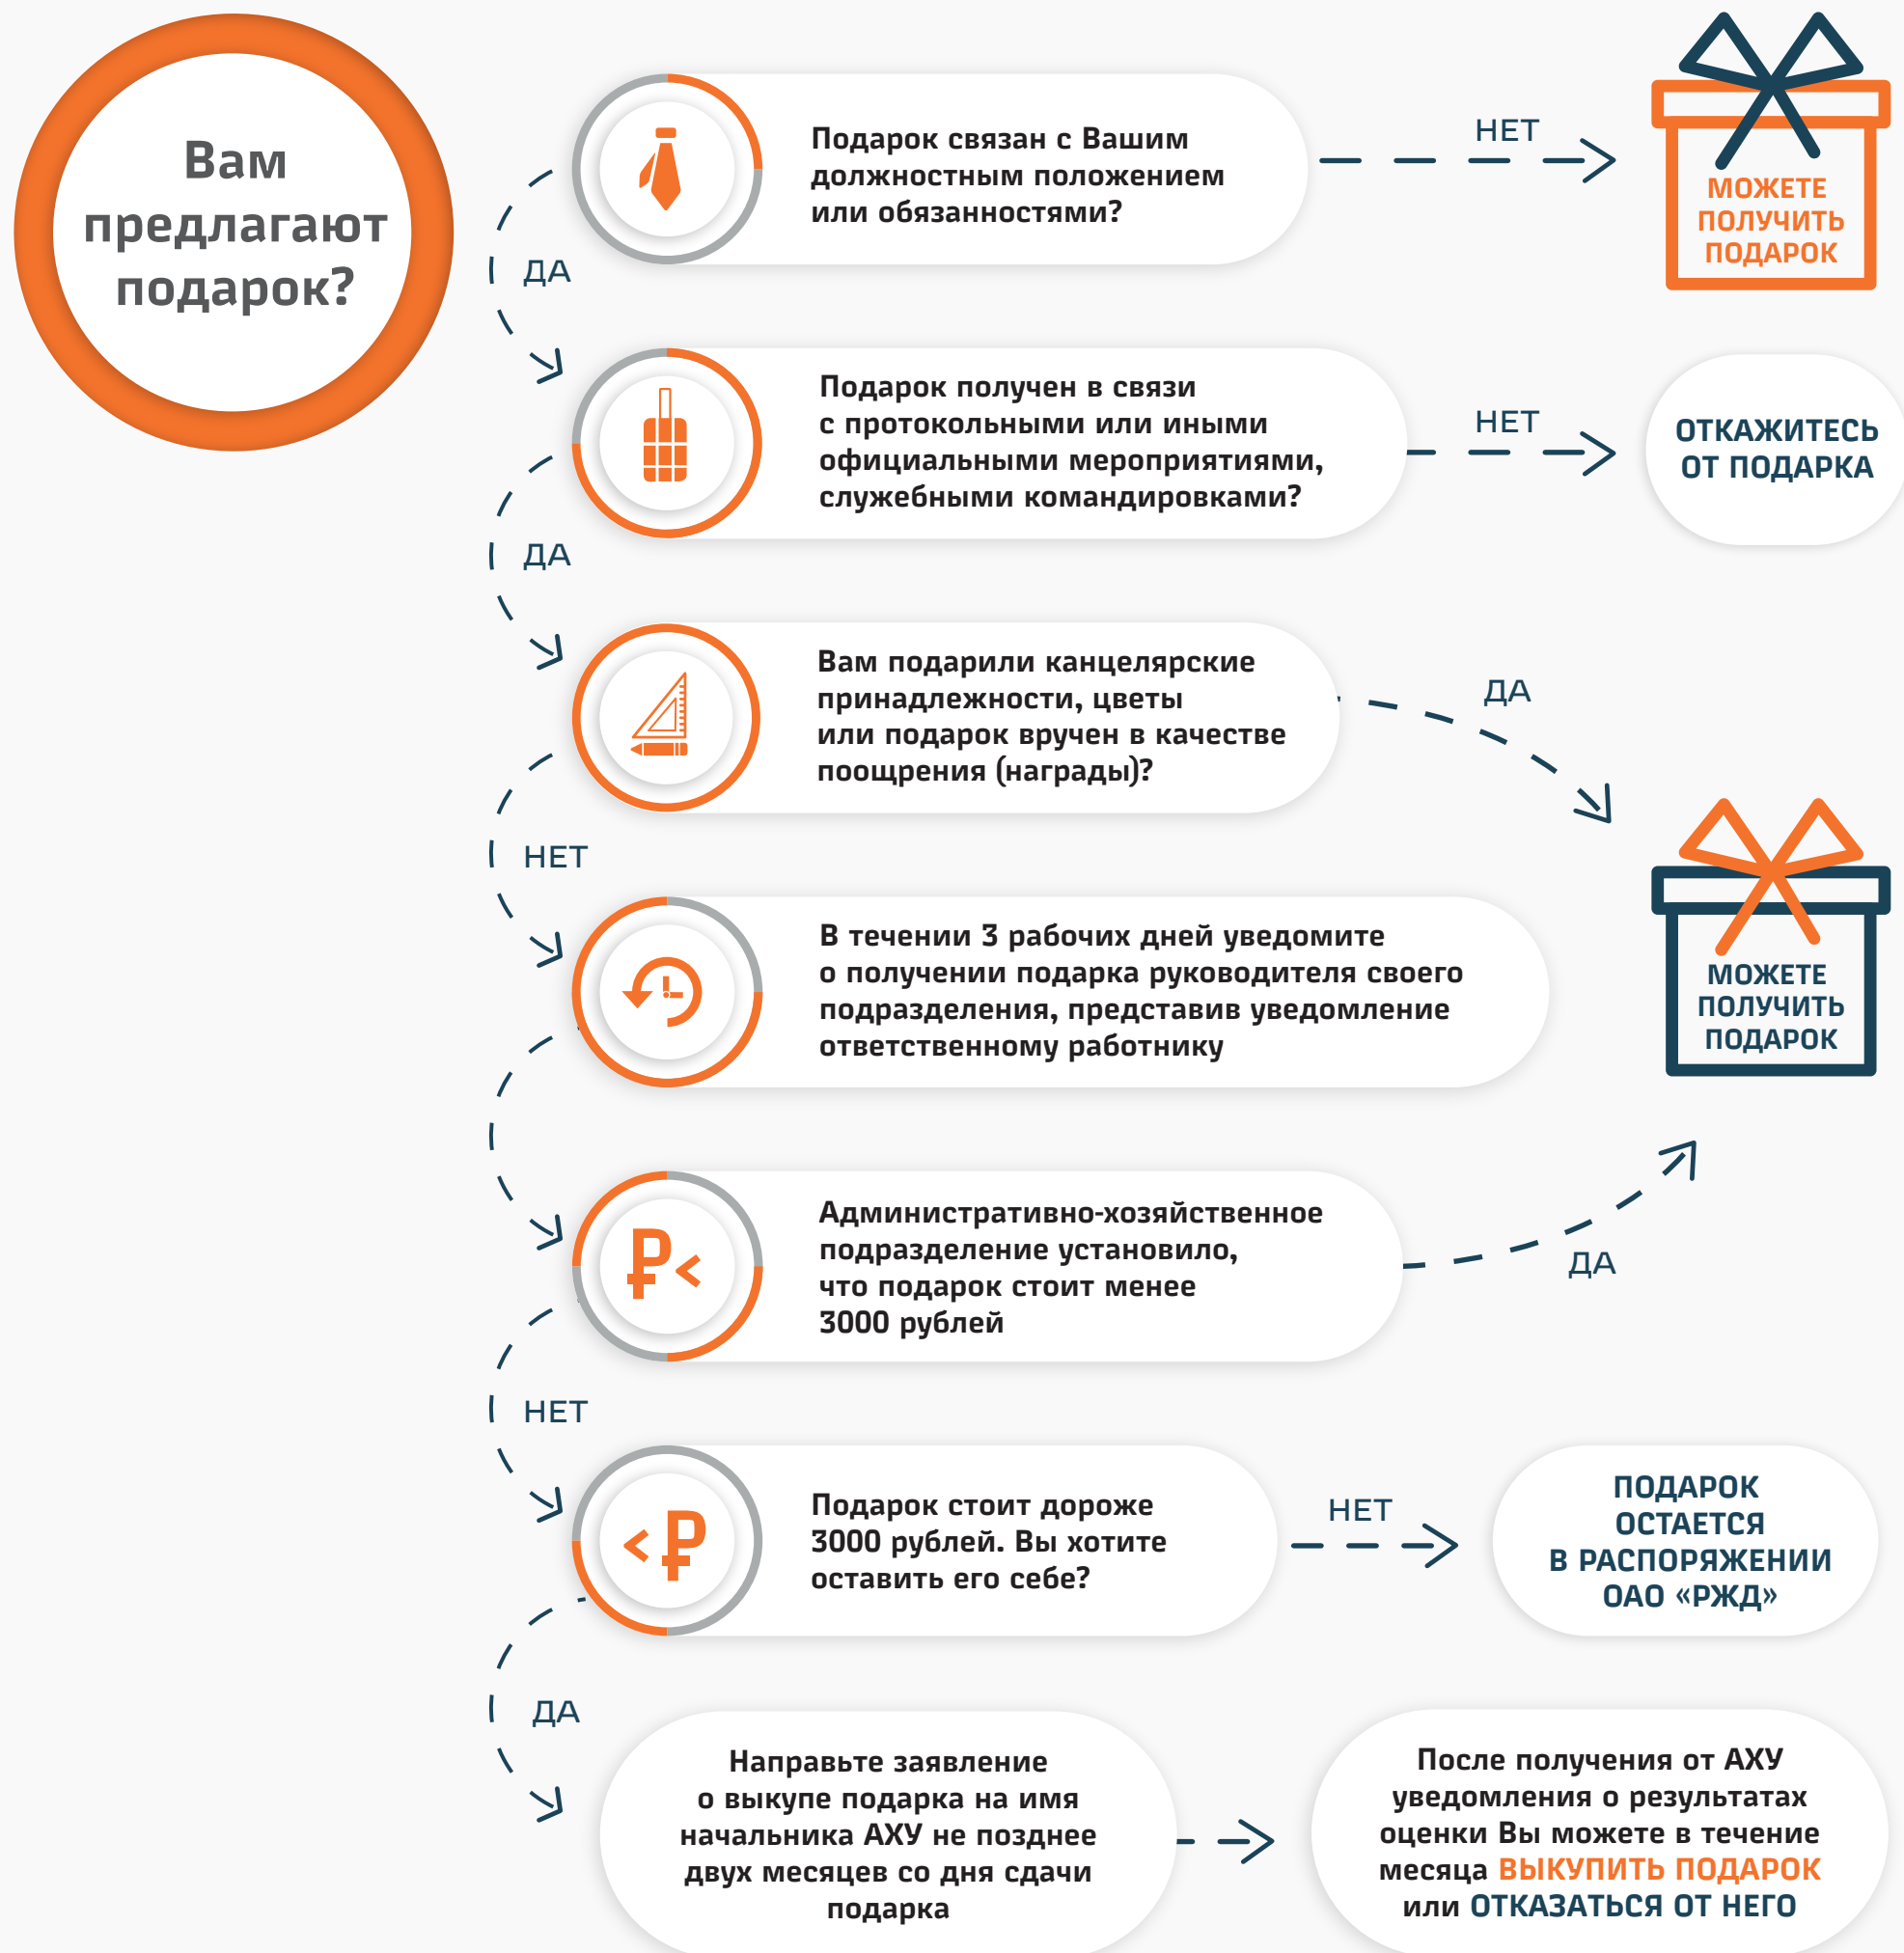 Вам
предлагают
подарок?
Подарок связан с Вашим
должностным положением
или обязанностями?
НЕТ
МОЖЕТЕ
ПОЛУЧИТЬ
ПОДАРОК
ДА
Подарок получен в связи
с протокольными или иными
официальными мероприятиями,
служебными командировками?
НЕТ
ОТКАЖИТЕСЬ
ОТ ПОДАРКА
ДА
Вам подарили канцелярские
принадлежности, цветы
или подарок вручен в качестве
поощрения (награды)?
ДА
МОЖЕТЕ
ПОЛУЧИТЬ
ПОДАРОК
НЕТ
В течении 3 рабочих дней уведомите
о получении подарка руководителя своего
подразделения, представив уведомление
ответственному работнику
₽<
Административно-хозяйственное
подразделение установило,
что подарок стоит менее
3000 рублей
ДА
НЕТ
<₽
Подарок стоит дороже
3000 рублей. Вы хотите
оставить его себе?
НЕТ
ПОДАРОК
ОСТАЕТСЯ
В РАСПОРЯЖЕНИИ
ОАО «РЖД»
ДА
Направьте заявление
о выкупе подарка на имя
начальника АХУ не позднее
двух месяцев со дня сдачи
подарка
После получения от АХУ
уведомления о результатах
оценки Вы можете в течение
месяца ВЫКУПИТЬ ПОДАРОК
или ОТКАЗАТЬСЯ ОТ НЕГО